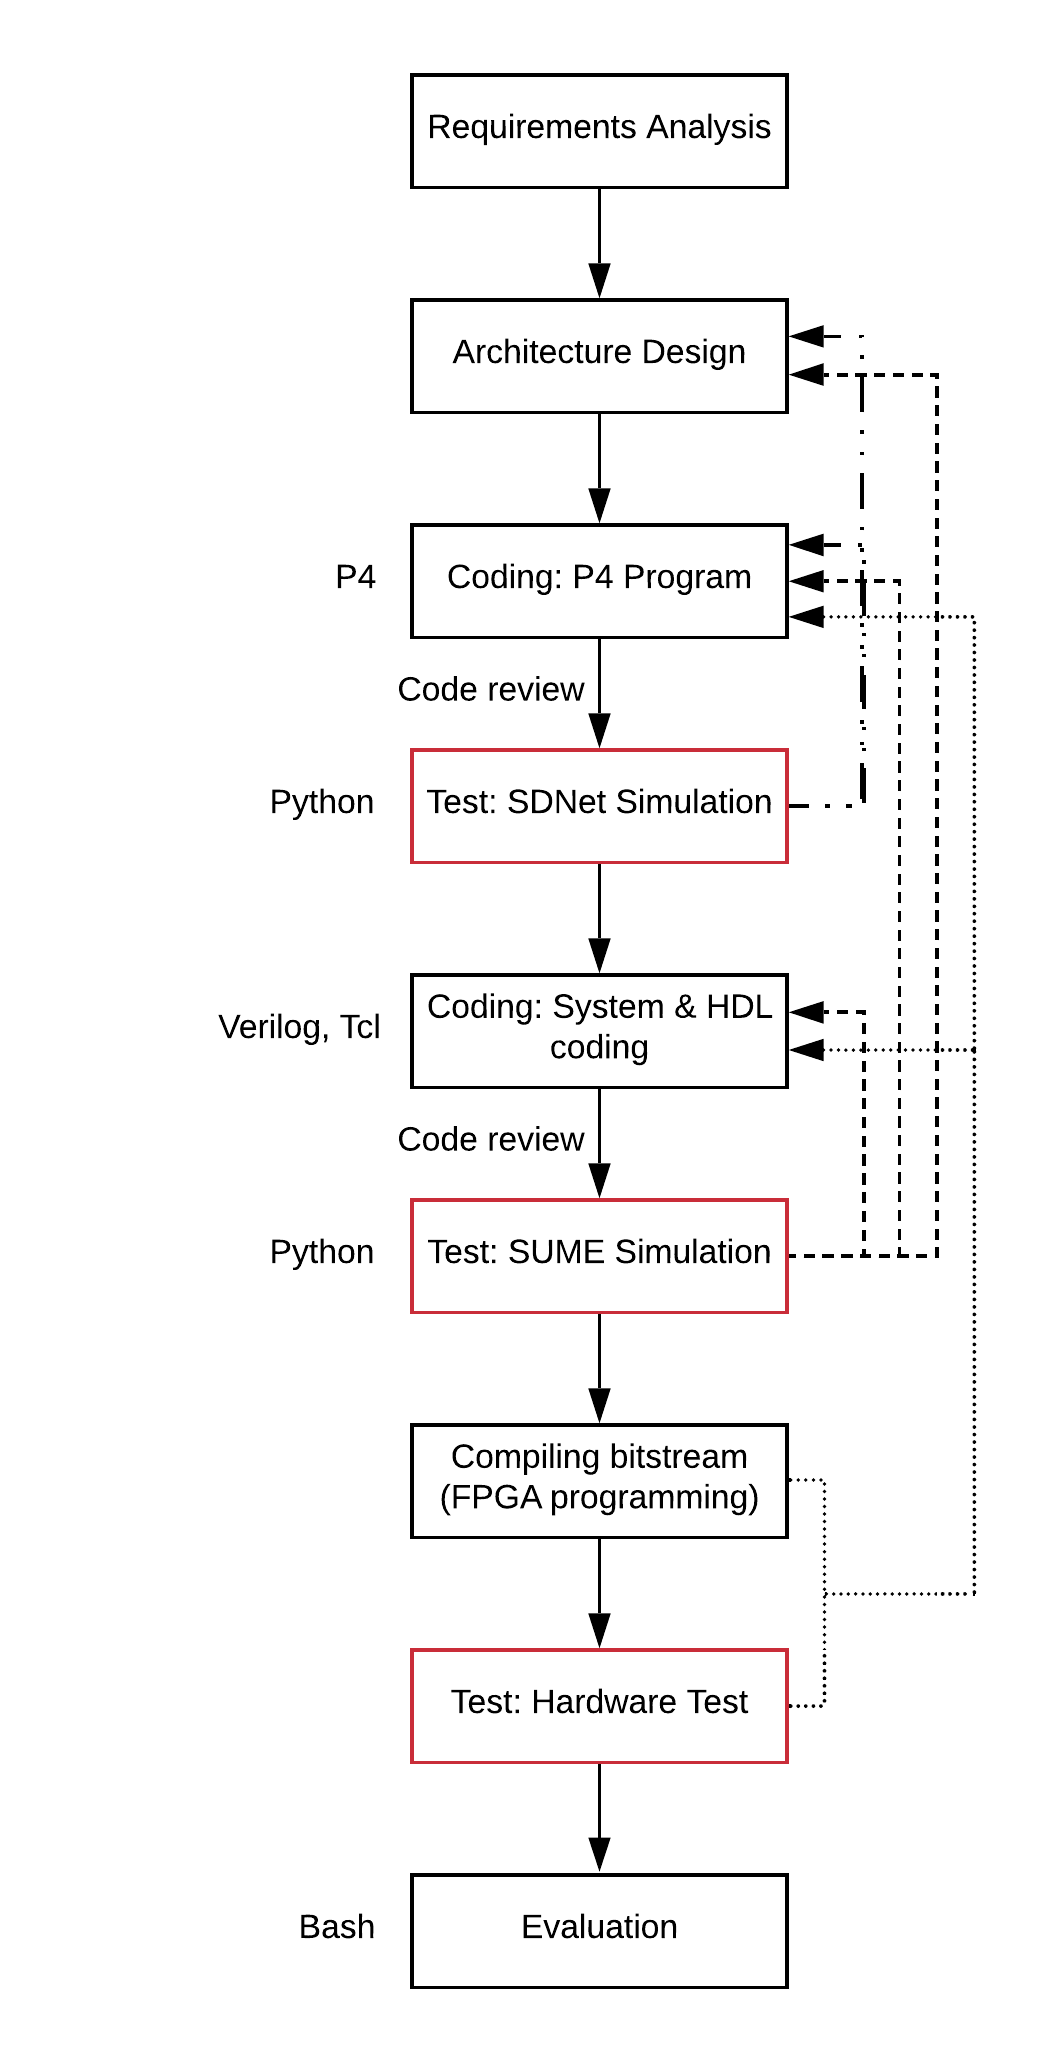 Requirements Analysis
Architecture Design
P4
Coding: P4 Program
Code review
Python
Test: SDNet Simulation
Verilog, Tcl
Coding: System & HDL
coding
Code review
Python
Test: SUME Simulation
Compiling bitstream
(FPGA programming)
Test: Hardware Test
Bash
Evaluation